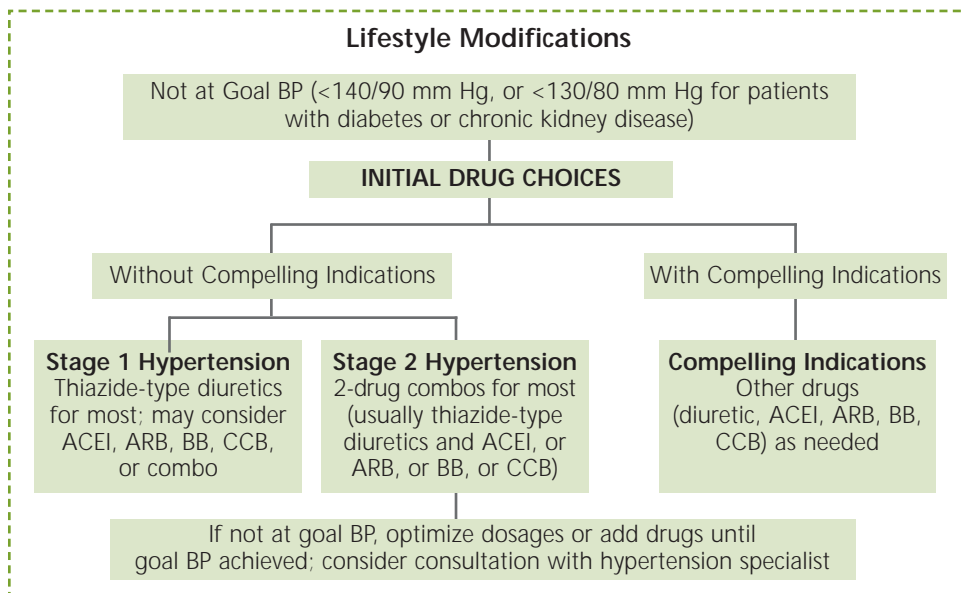 Lifestyle Modifications
Not at Goal BP (<140/90 mm Hg, or <130/80 mm Hg for patients
with diabetes or chronic kidney disease)
INITIAL DRUG CHOICES
Without Compelling Indications
With Compelling Indications
Stage 1 Hypertension
Thiazide-type diuretics
for most; may consider
ACEI, ARB, BB, CCB,
or combo
Stage 2 Hypertension
2-drug combos for most
(usually thiazide-type
diuretics and ACEI, or
ARB, or BB, or CCB)
Compelling Indications
Other drugs
(diuretic, ACEI, ARB, BB,
CCB) as needed
If not at goal BP, optimize dosages or add drugs until
goal BP achieved; consider consultation with hypertension specialist